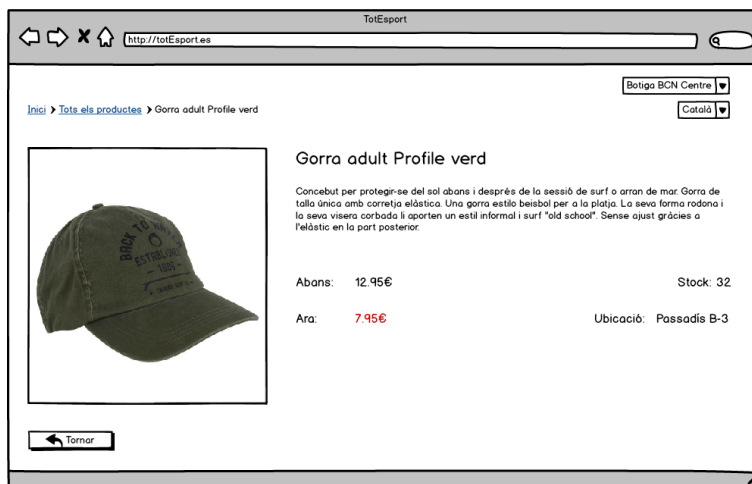 TotEsport
http://totEsport.es
Botiga BCN Centre
Inici > Tots els productes > Gorra adult Profile verd
Català
Gorra adult Profile verd
Concebut per protegir-se del sol abans i després de la sessió de surf o arran de mar. Gorra de
talla única amb corretja elàstica. Una gorra estilo beisbol per a la platja. La seva forma rodona i
la seva visera corbada li aporten un estil informal i surf "old school". Sense ajust gràcies a
l'elàstic en la part posterior.
BACK TO
ESTABLISHED
Abans: 12.95€
Stock: 32
Ara: 7.95€
Ubicació: Passadís B-3
Tornar